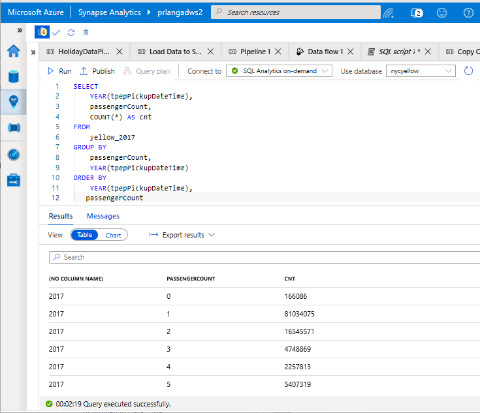 Microsoft Azure Synapse Analytics > prlangadws2 Search resources 2
HolidayDataPi... Load Data to S... Pipeline 1 Data flow 1 SQL script 1 * Copy C
Run Publish Query plan Connect to SQL Analytics on-demand Use database nycyellow
1 SELECT
2 YEAR(tpepPickupDateTime),
3 passengerCount,
4 COUNT(*) AS cnt
5 FROM
6 yellow_2017
7 GROUP BY
8 passengerCount,
9 YEAR(tpepPickupDateTime)
10 ORDER BY
11 YEAR(tpepPickupDateTime),
12 passengerCount
Results Messages
View Table Chart Export results
Search
(NO COLUMN NAME) PASSENGERCOUNT CNT
2017 0 166086
2017 1 81034075
2017 2 16545571
2017 3 4748869
2017 4 2257813
2017 5 5407319
00:02:19 Query executed successfully.